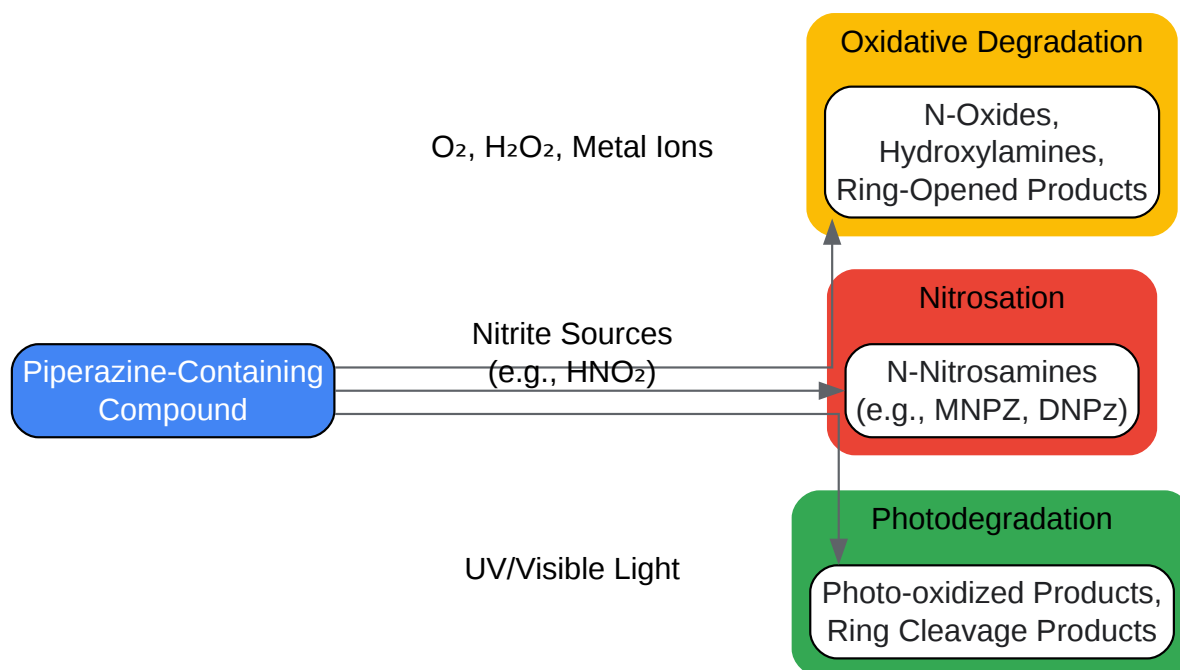 Oxidative Degradation
N-Oxides,
Hydroxylamines,
Ring-Opened Products
O₂, H₂O₂, Metal Ions
Nitrosation
Nitrite Sources
(e.g., HNO₂)
Piperazine-Containing
Compound
N-Nitrosamines
(e.g., MNPZ, DNPz)
Photodegradation
UV/Visible Light
Photo-oxidized Products,
Ring Cleavage Products